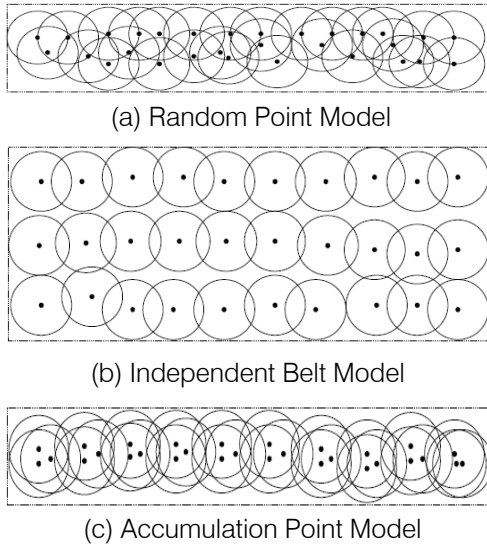 (a) Random Point Model
(b) Independent Belt Model
(c) Accumulation Point Model